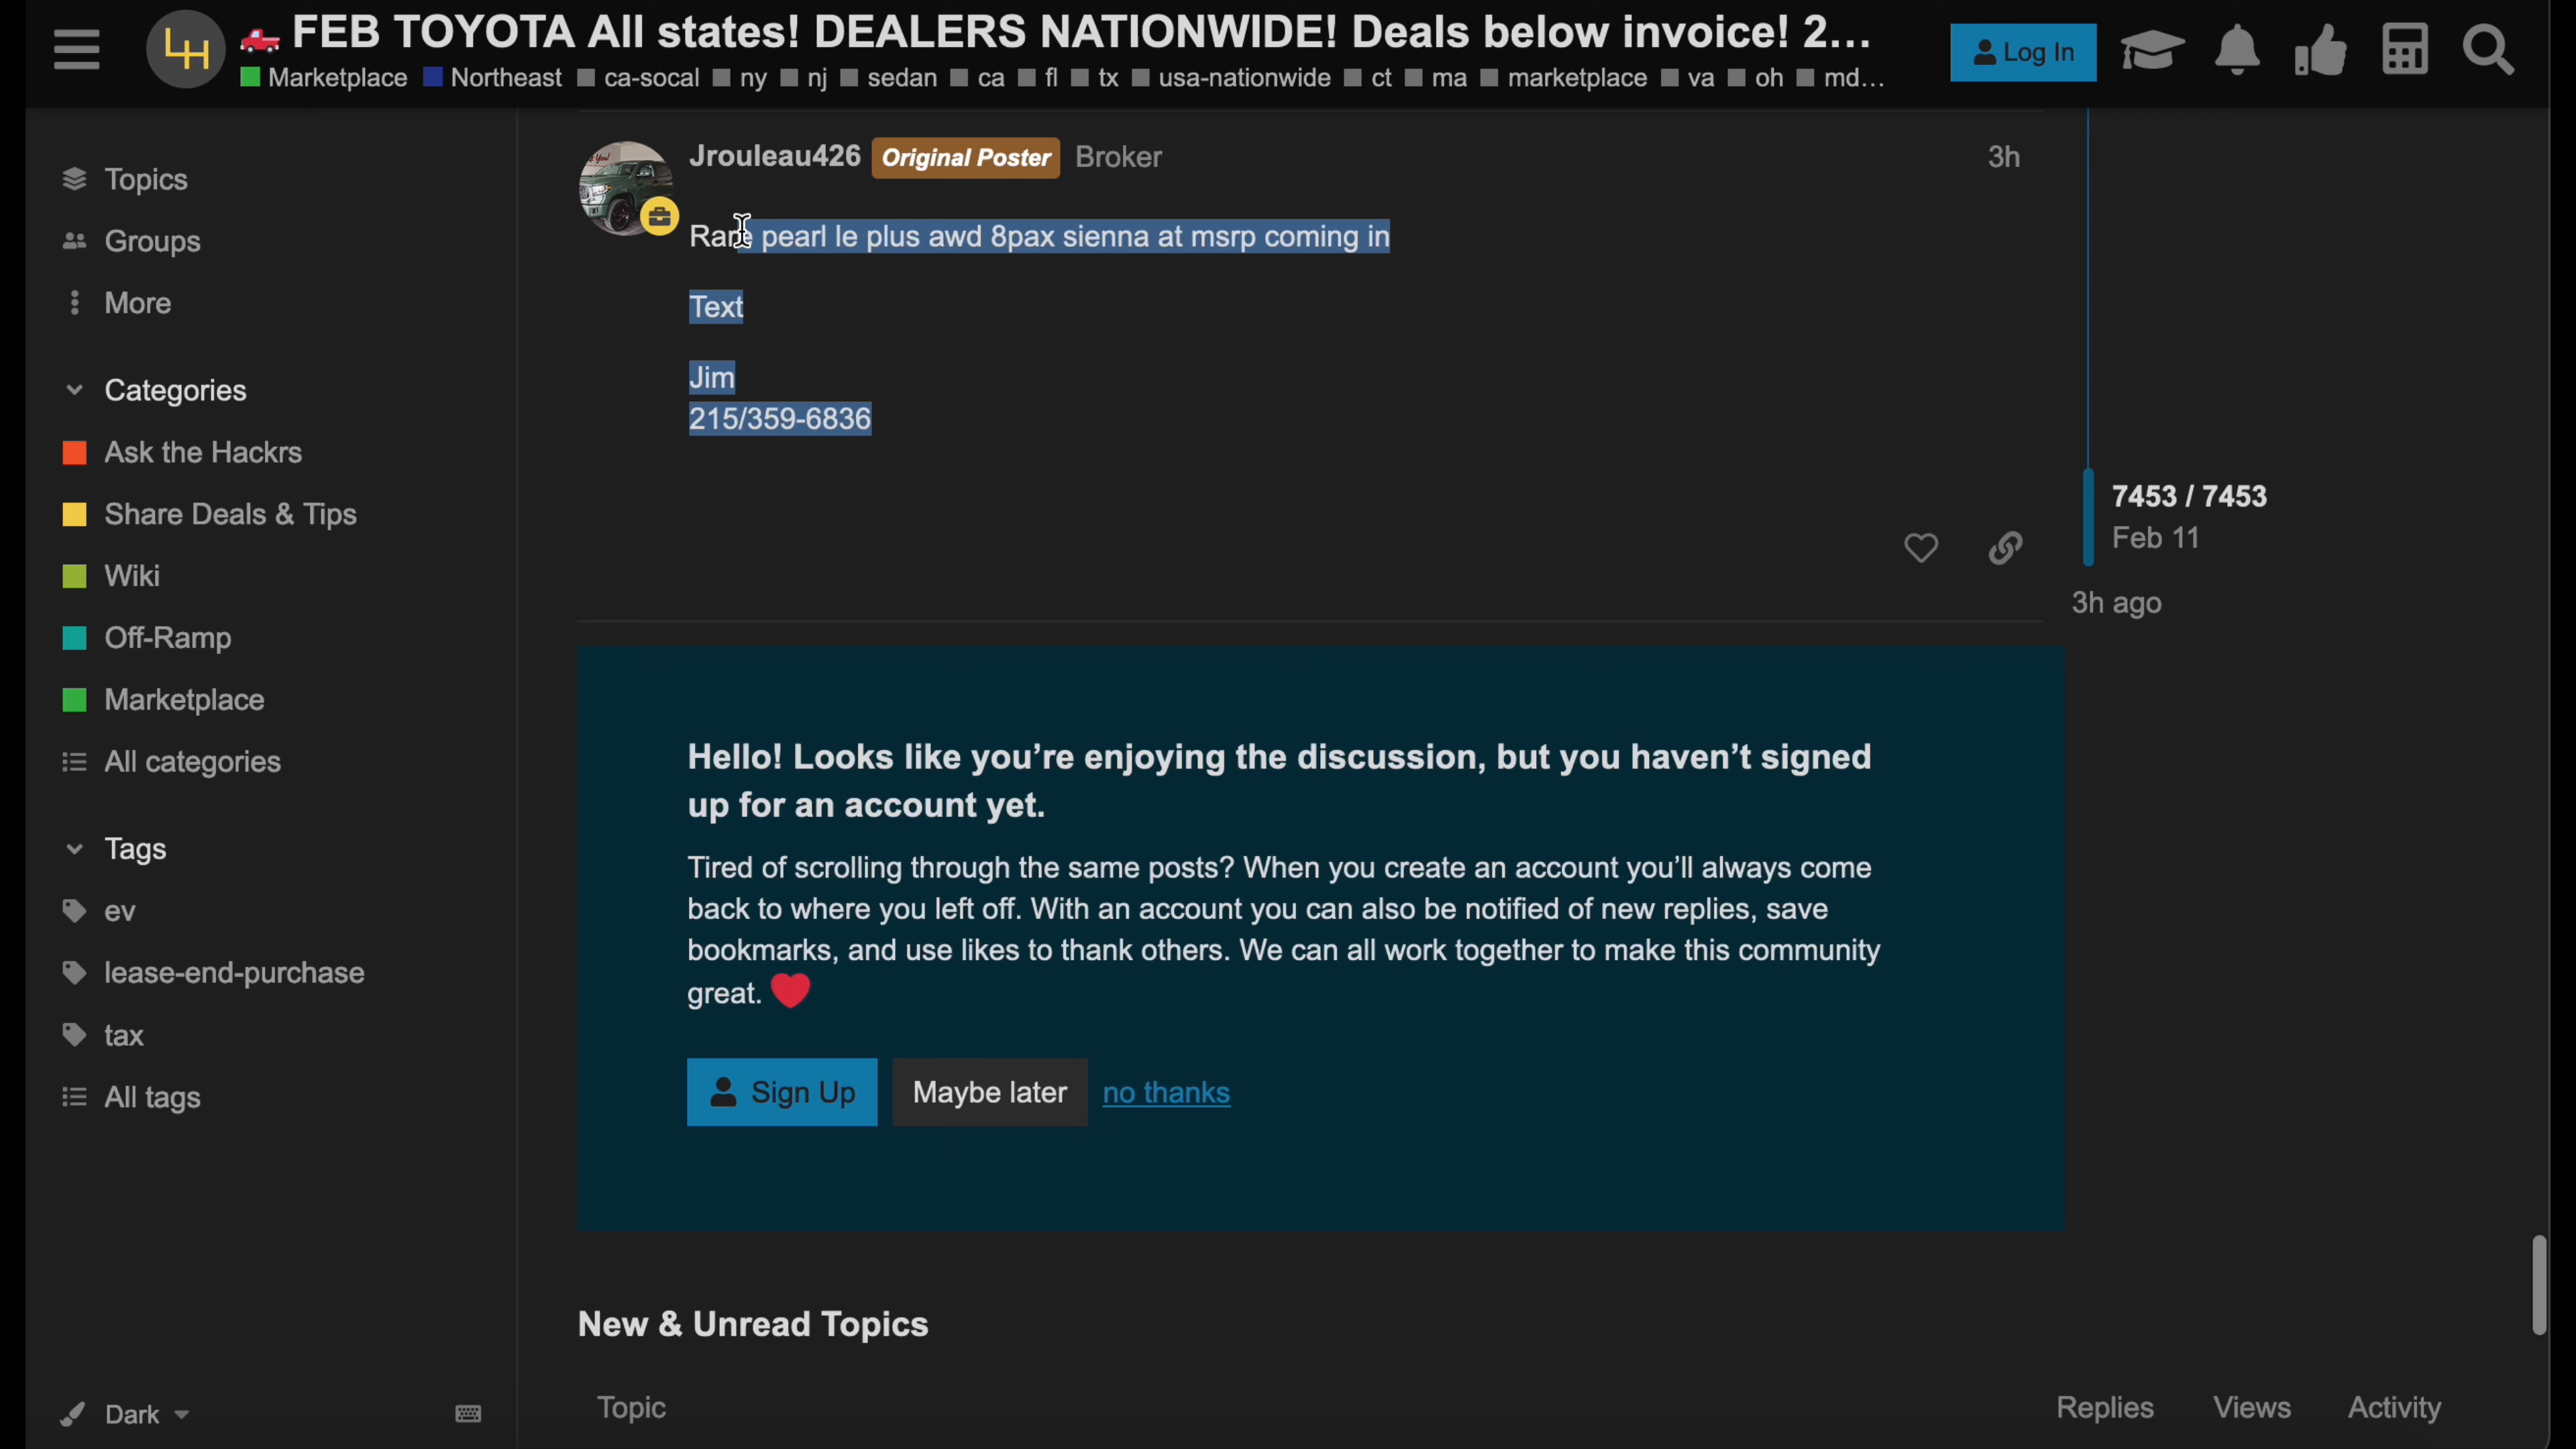 LH
FEB TOYOTA All states! DEALERS NATIONWIDE! Deals below invoice! 2...
Marketplace Northeast ca-socal ny nj sedan ca fl tx usa-nationwide ct ma marketplace va oh md...
Log In
Topics
Groups
More
Categories
Ask the Hackrs
Share Deals & Tips
Wiki
Off-Ramp
Marketplace
All categories
Tags
ev
lease-end-purchase
tax
All tags
Dark
Jrouleau426 Original Poster Broker 3h
Rare pearl le plus awd 8pax sienna at msrp coming in
Text
Jim
215/359-6836
7453 / 7453
Feb 11
3h ago
Hello! Looks like you’re enjoying the discussion, but you haven’t signed
up for an account yet.
Tired of scrolling through the same posts? When you create an account you’ll always come
back to where you left off. With an account you can also be notified of new replies, save
bookmarks, and use likes to thank others. We can all work together to make this community
great.
Sign Up Maybe later no thanks
New & Unread Topics
Topic Replies Views Activity